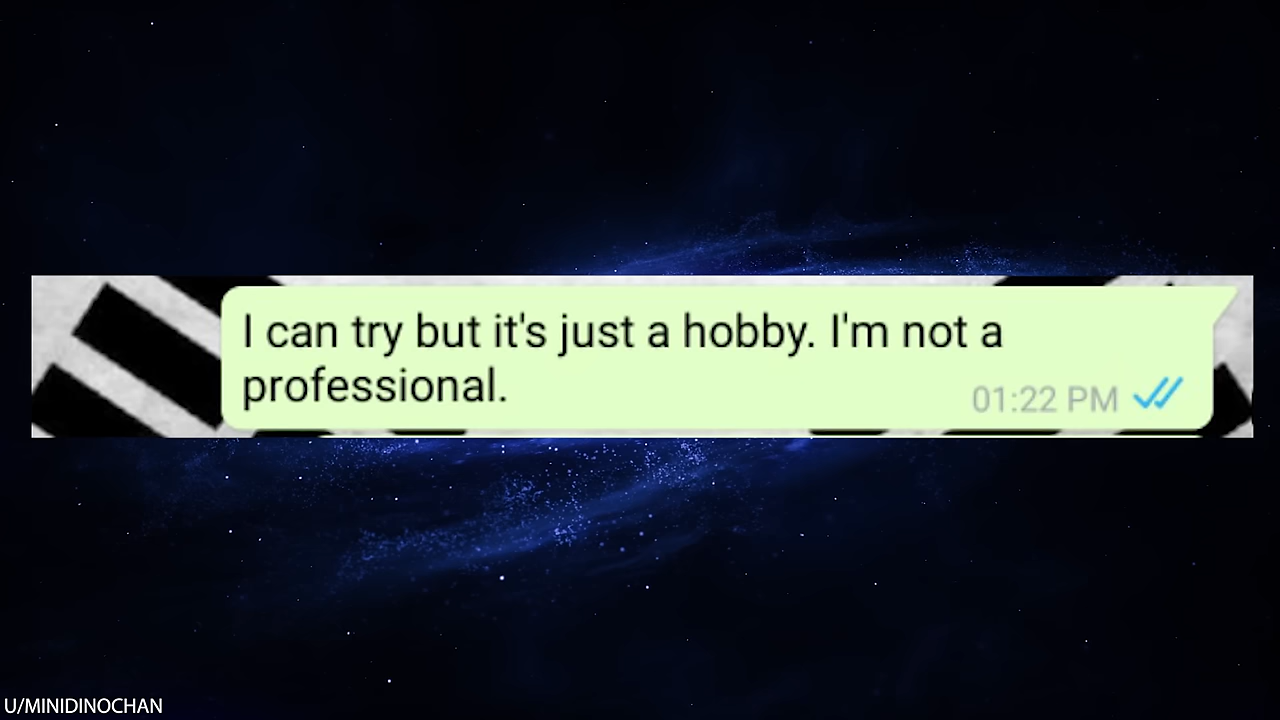 I can try but it's just a hobby. I'm not a
professional.
01:22 PM
U/MINIDINOCHAN